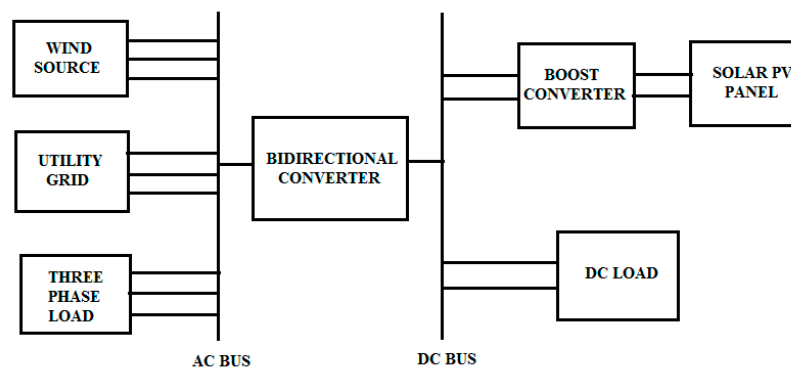 WIND
SOURCE
UTILITY
GRID
THREE
PHASE
LOAD
AC BUS
BIDIRECTIONAL
CONVERTER
DC BUS
BOOST
CONVERTER
SOLAR PV
PANEL
DC LOAD